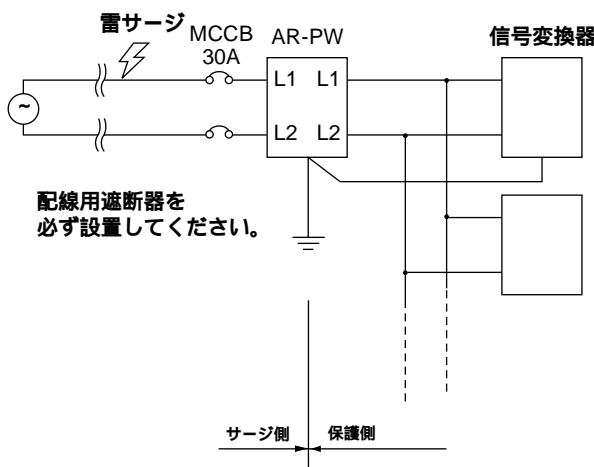 雷サージ
MCCB
30A
AR-PW
信号変換器
~
L1 L1
L2 L2
配線用遮断器を
必ず設置してください。
サージ側 保護側